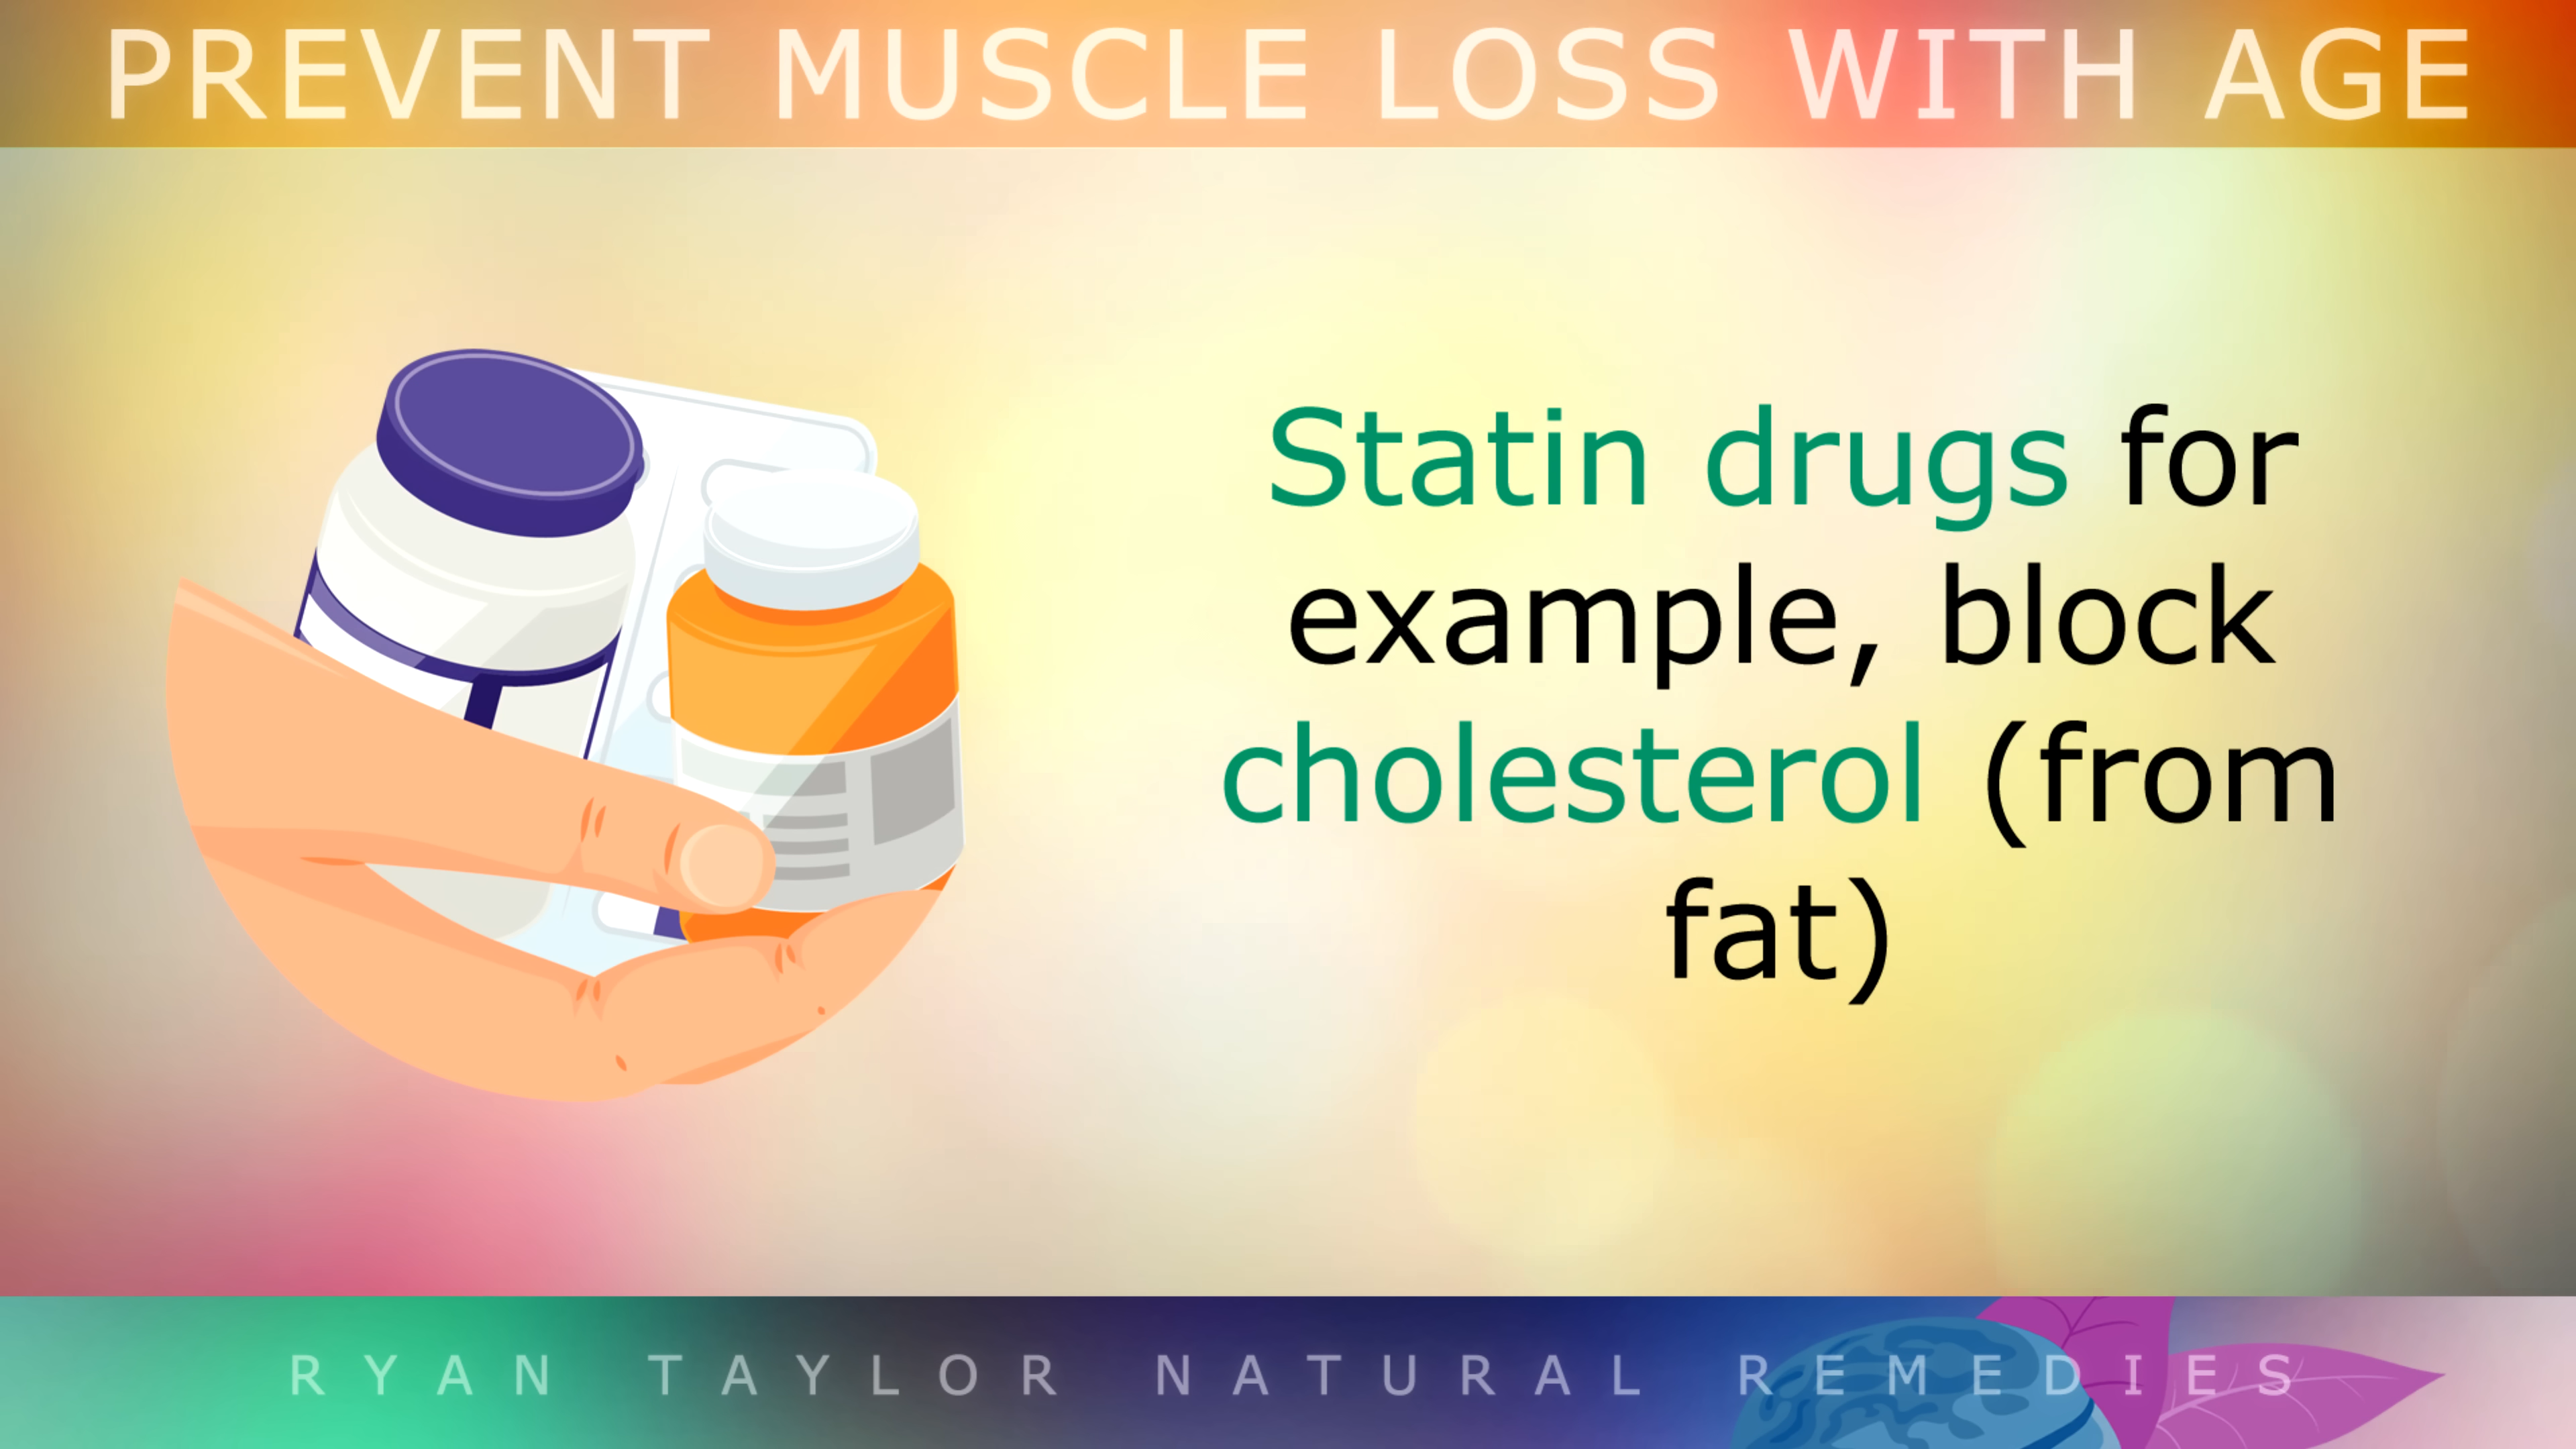 PREVENT MUSCLE LOSS WITH AGE
Statin drugs for
example, block
cholesterol (from
fat)
RYAN TAYLOR NATURAL REMEDIES